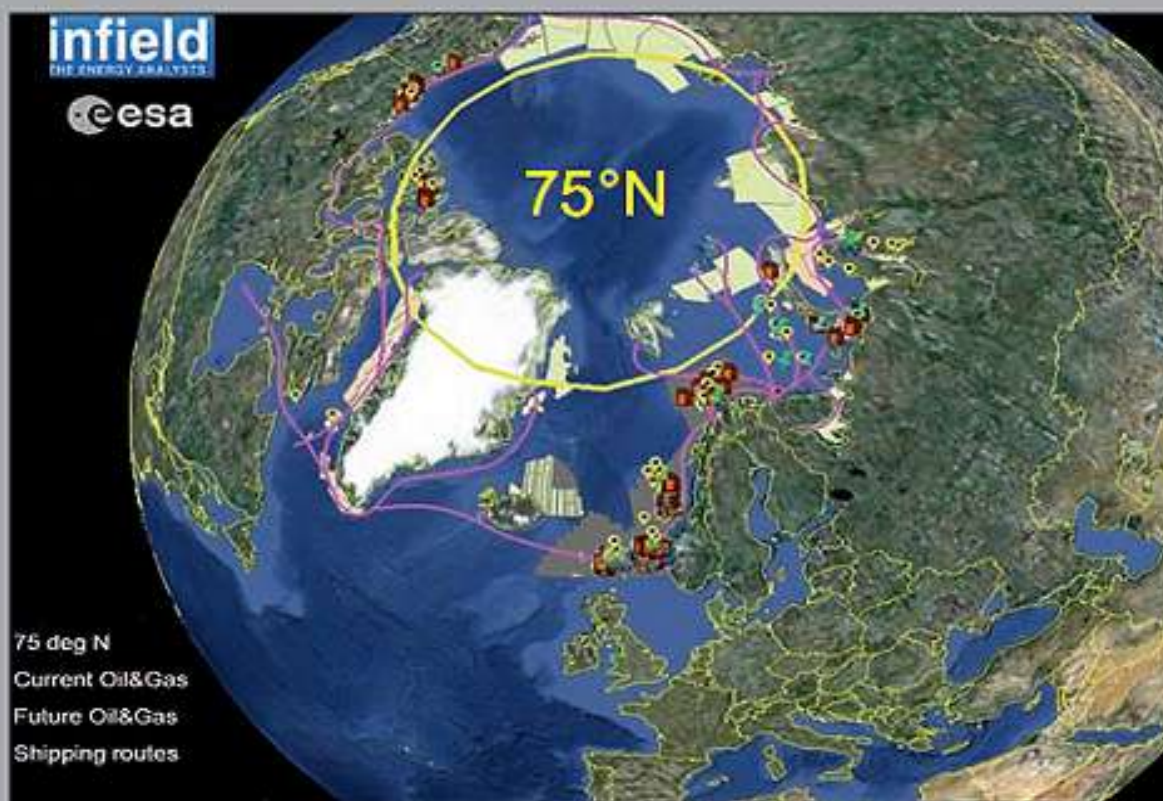 infield
THE ENERGY ANALYSTS
esa
75°N
75 deg N
Current Oil&Gas
Future Oil&Gas
Shipping routes